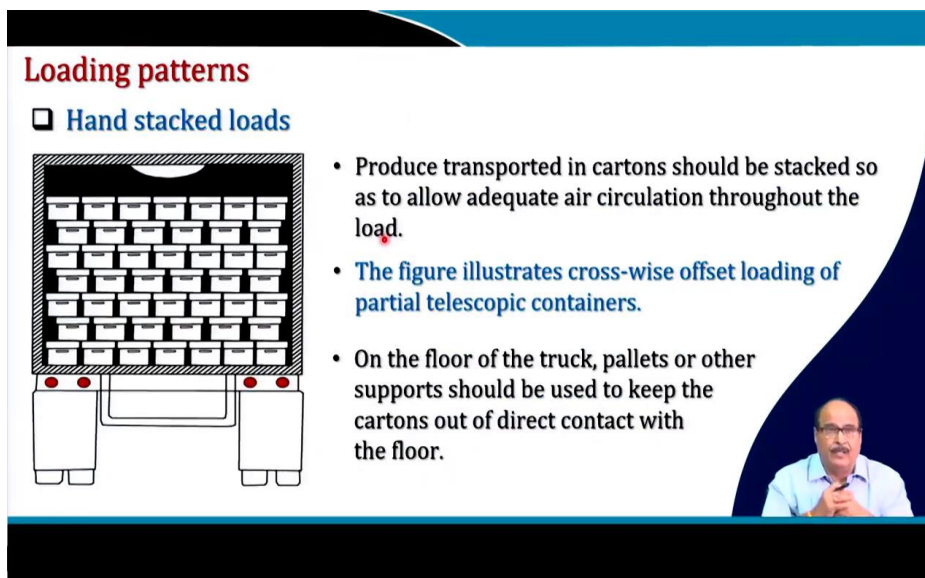 Loading patterns
Hand stacked loads
• Produce transported in cartons should be stacked so
as to allow adequate air circulation throughout the
load.
• The figure illustrates cross-wise offset loading of
partial telescopic containers.
• On the floor of the truck, pallets or other
supports should be used to keep the
cartons out of direct contact with
the floor.